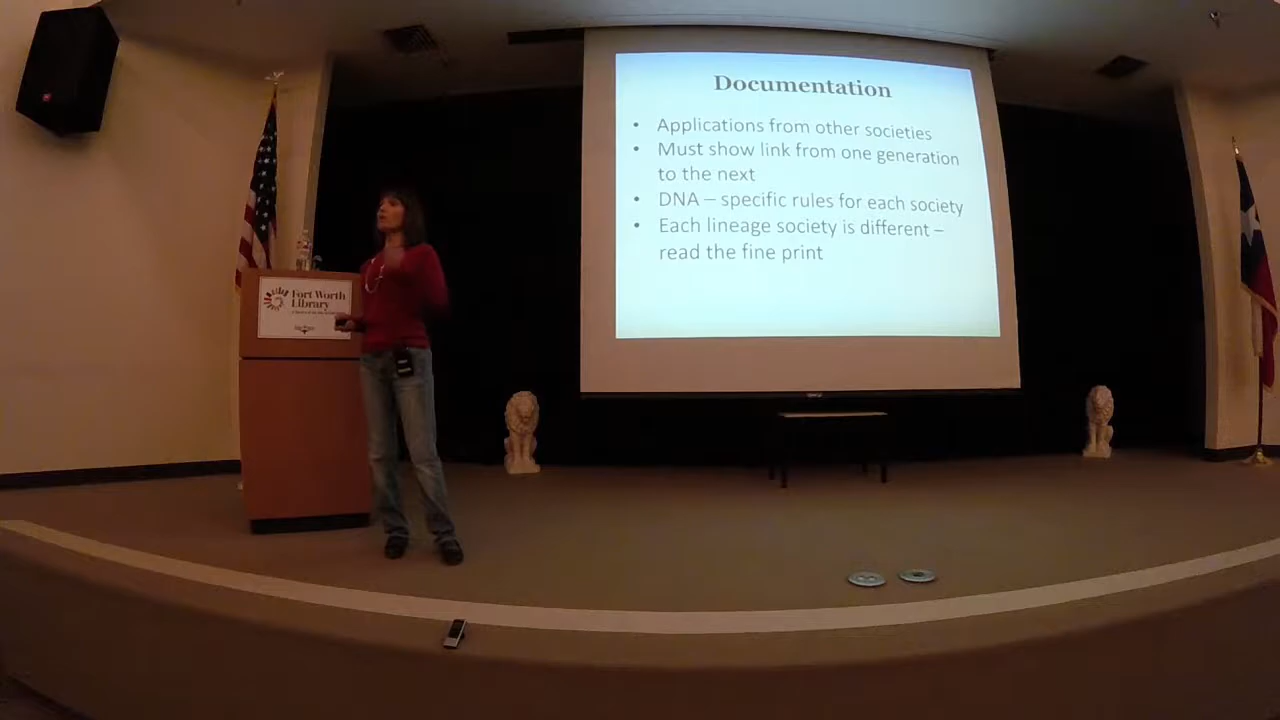 Documentation
• Applications from other societies
• Must show link from one generation
to the next
• DNA – specific rules for each society
• Each lineage society is different –
read the fine print
Fort Worth
Library